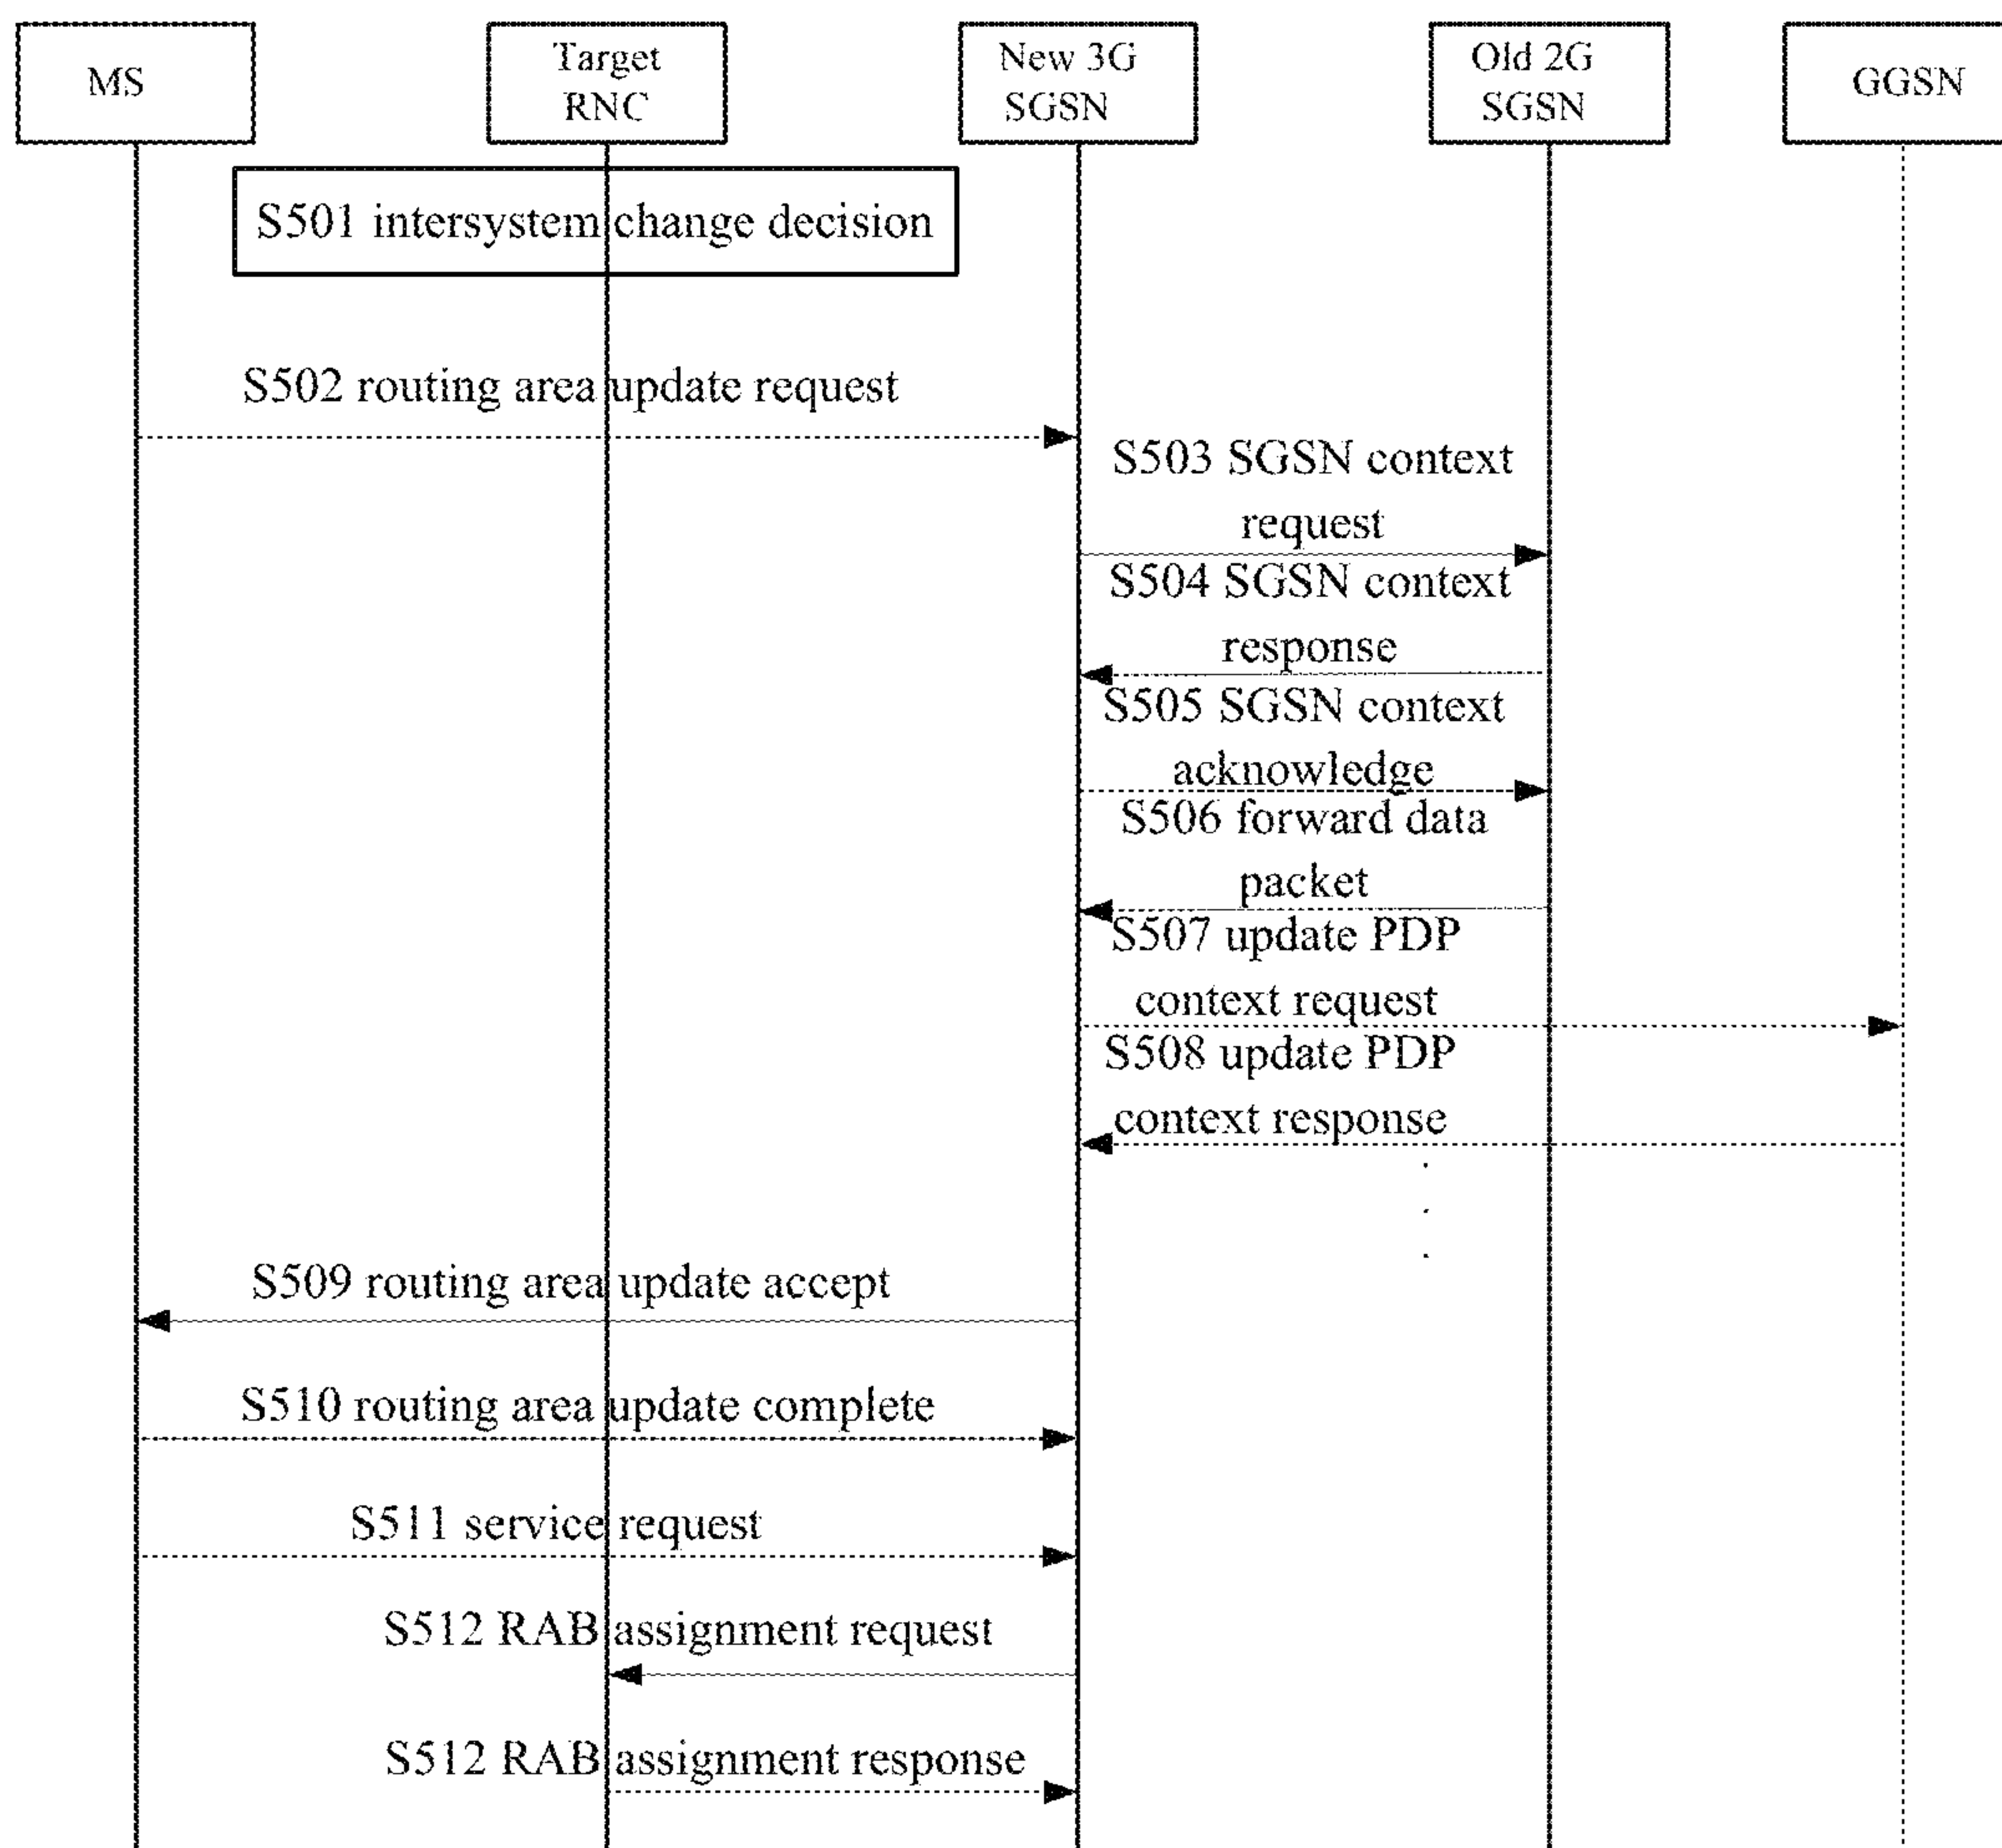 MS
Target
RNC
New 3G
SGSN
Old 2G
SGSN
GGSN
S501 intersystem change decision
S502 routing area update request
S503 SGSN context
request
S504 SGSN context
response
S505 SGSN context
acknowledge
S506 forward data
packet
S507 update PDP
context request
S508 update PDP
context response
S509 routing area update accept
S510 routing area update complete
S511 service request
S512 RAB assignment request
S512 RAB assignment response